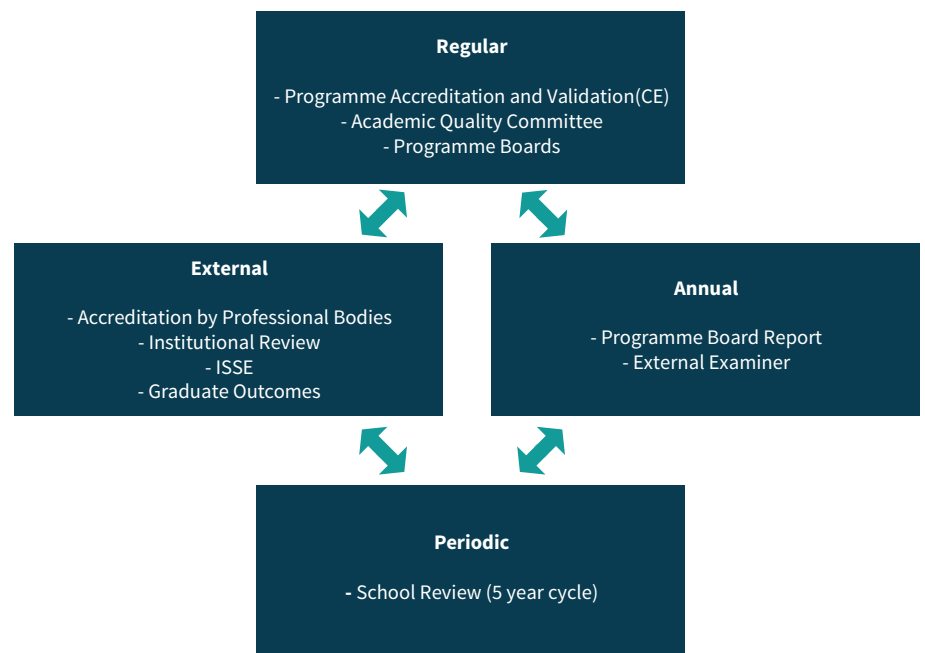 Regular
- Programme Accreditation and Validation(CE)
- Academic Quality Committee
- Programme Boards
External
- Accreditation by Professional Bodies
- Institutional Review
- ISSE
- Graduate Outcomes
Annual
- Programme Board Report
- External Examiner
Periodic
- School Review (5 year cycle)